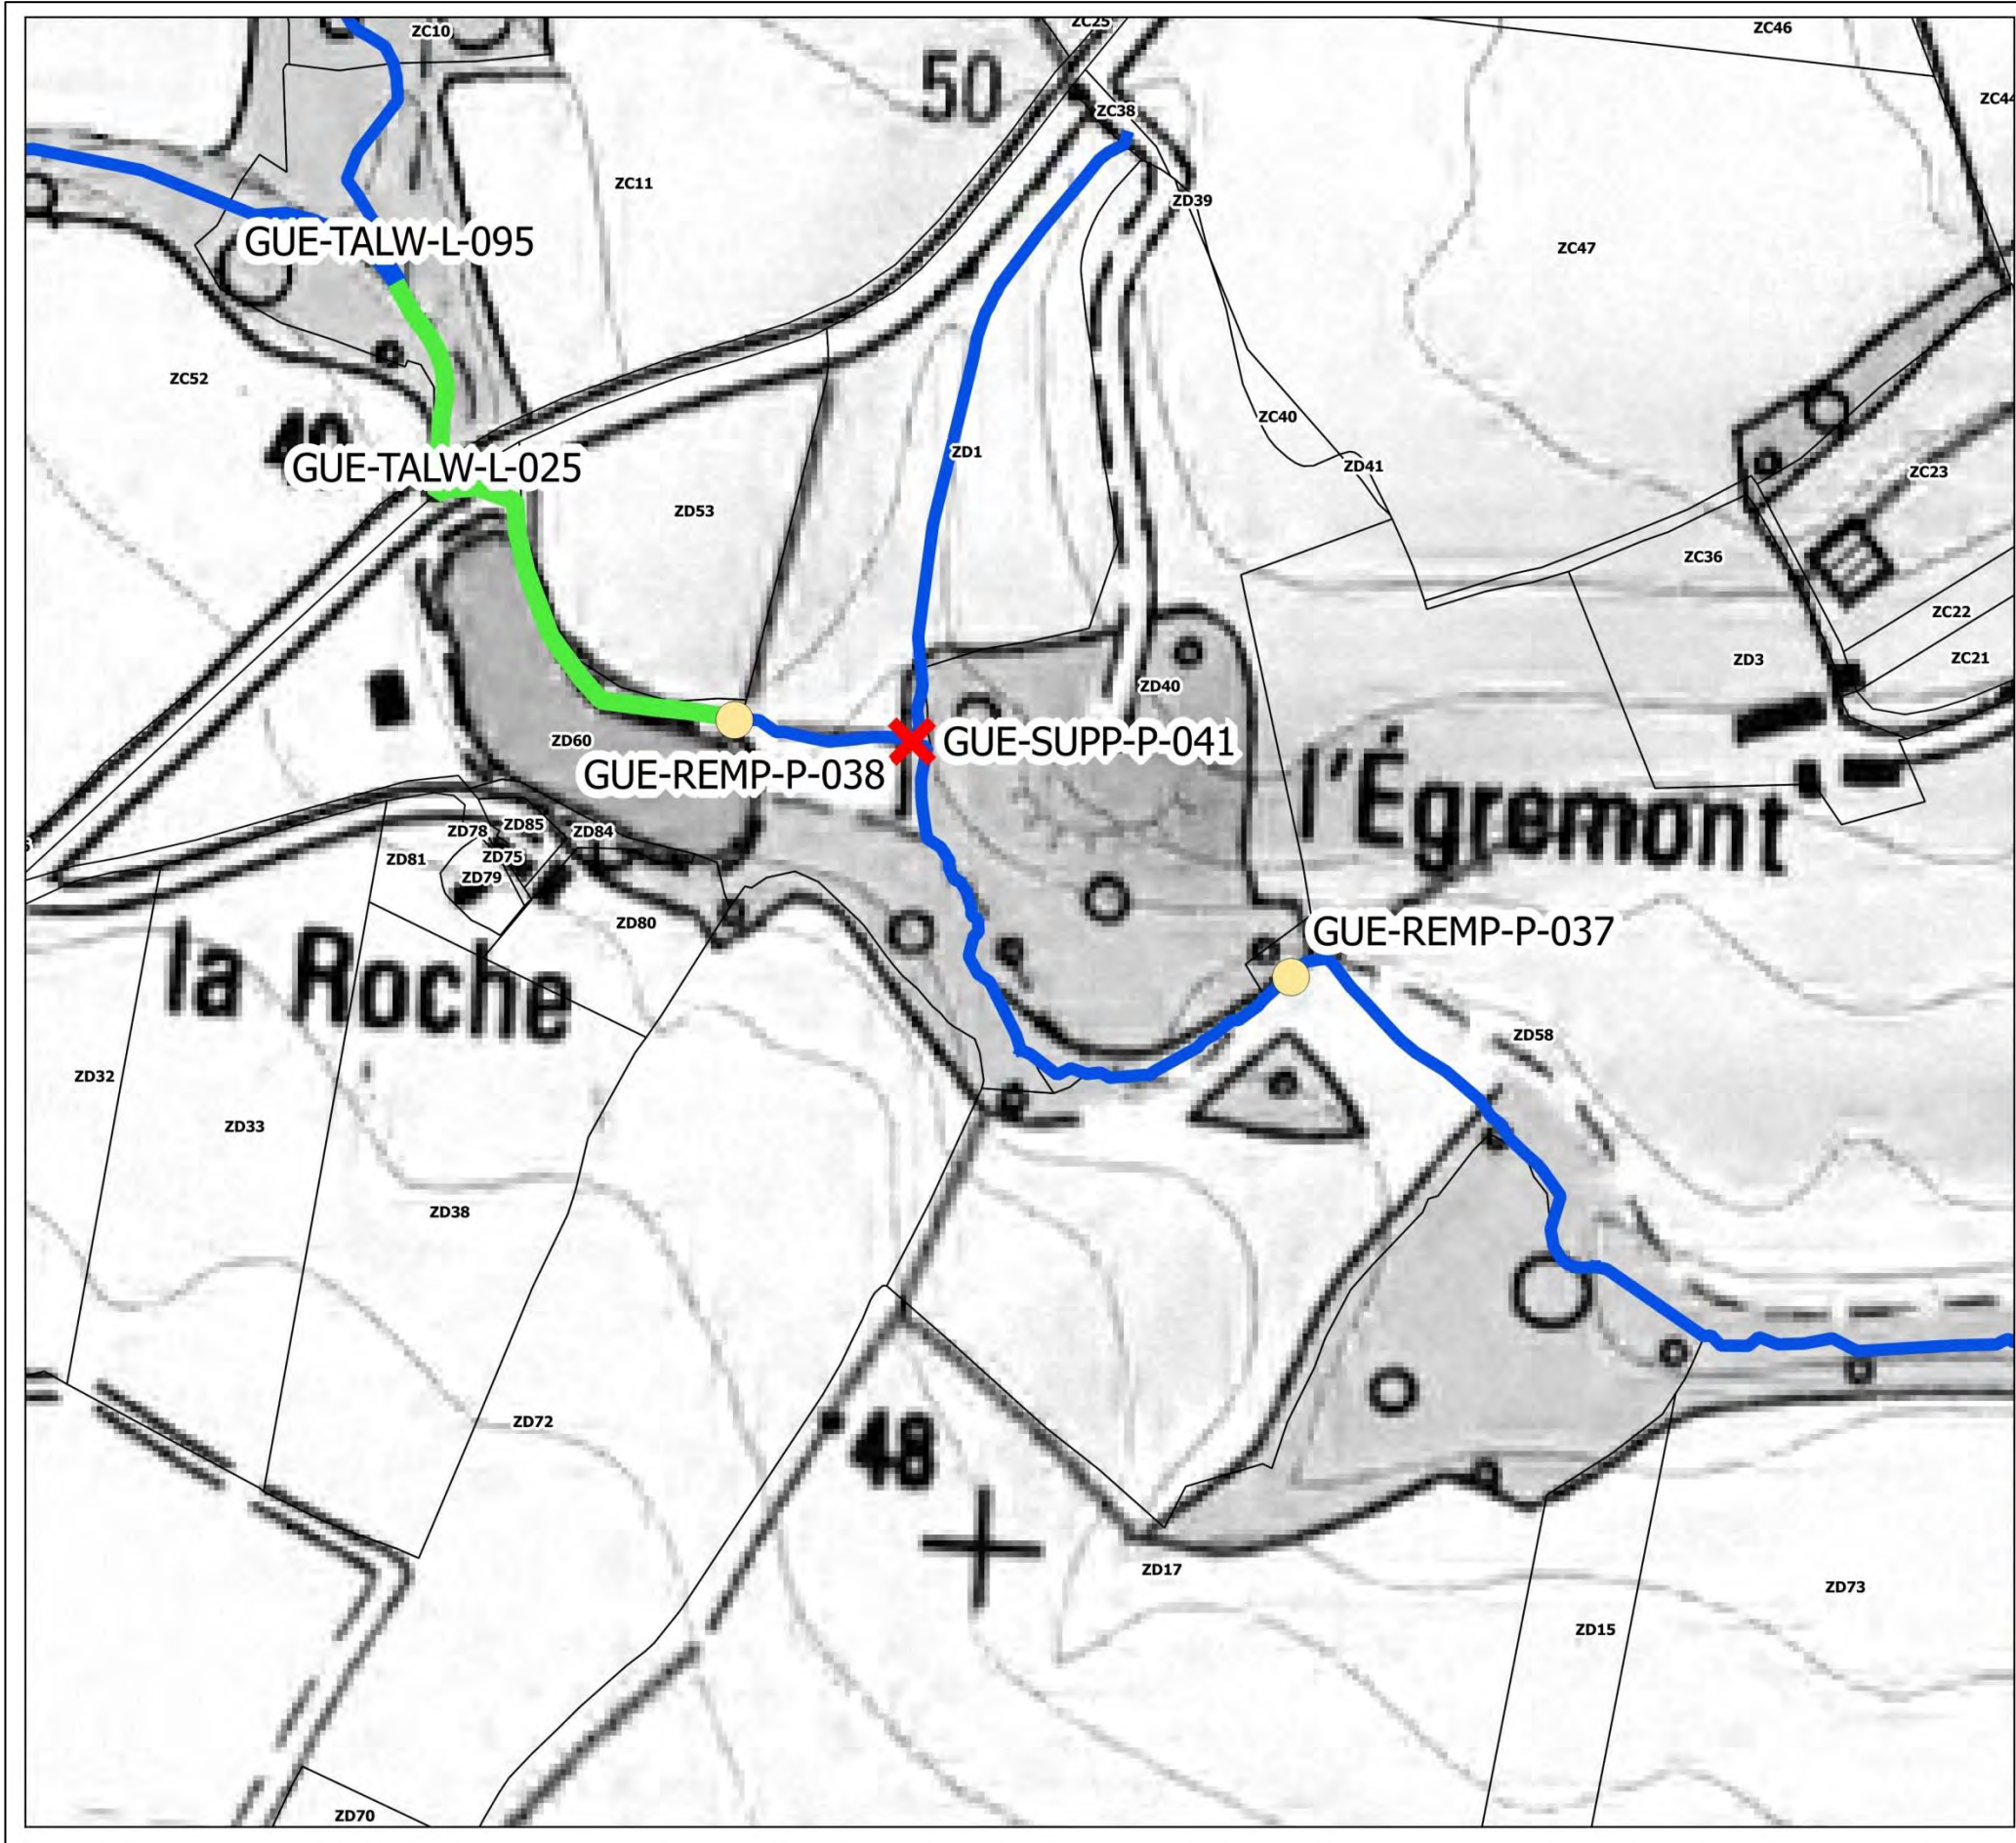 ZC25
ZC10
ZC46
50
ZC44
ZC38
ZC11
ZD39
GUE-TALW-L-095
ZC47
ZC52
ZC40
ZD1
GUE-TALW-L-025
ZD41
ZC23
ZD53
ZC36
ZC22
ZC21
ZD3
ZD40
ZD60
GUE-SUPP-P-041
GUE-REMP-P-038
l'Égremont
ZD78
ZD85
ZD84
ZD81
ZD75
ZD79
ZD80
GUE-REMP-P-037
la Roche
ZD58
ZD32
ZD33
ZD38
ZD72
48
ZD17
ZD73
ZD15
ZD70